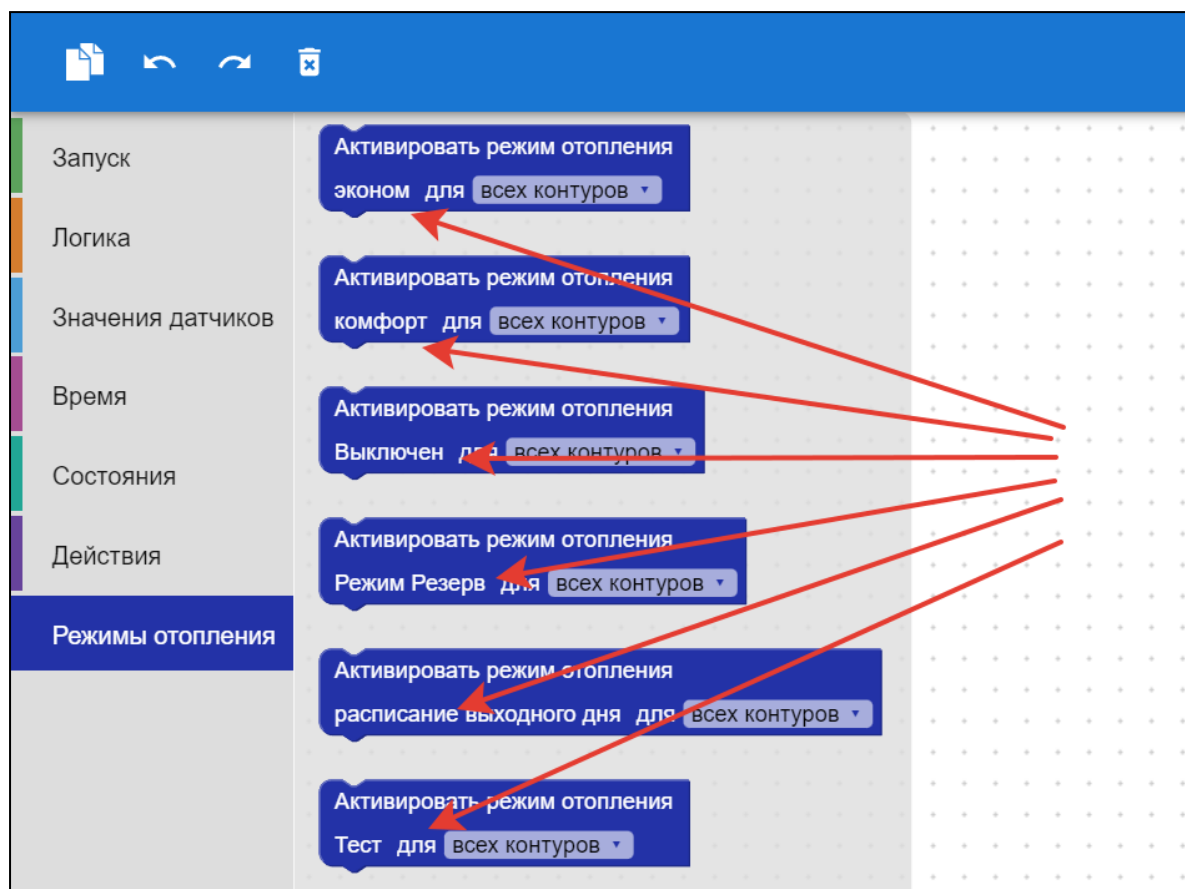 Запуск
Логика
Значения датчиков
Время
Состояния
Действия
Режимы отопления
Активировать режим отопления
эконом для всех контуров
Активировать режим отопления
комфорт для всех контуров
Активировать режим отопления
Выключен для всех контуров
Активировать режим отопления
Режим Резерв для всех контуров
Активировать режим отопления
расписание выходного дня для всех контуров
Активировать режим отопления
Тест для всех контуров